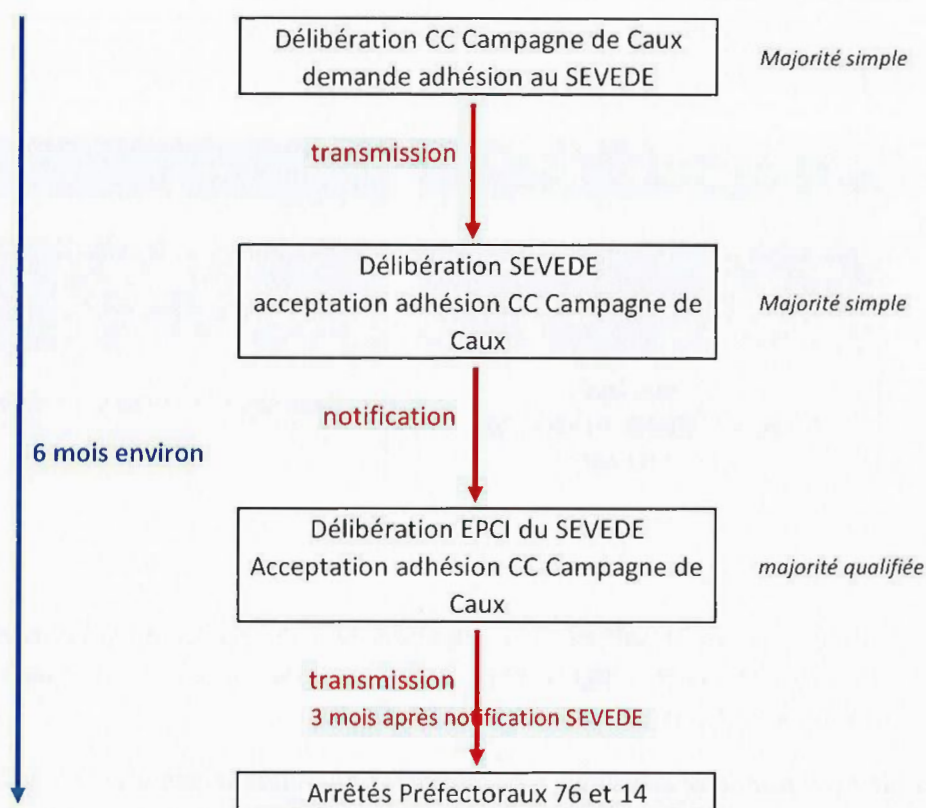 Délibération CC Campagne de Caux
demande adhésion au SEVEDE
Majorité simple
transmission
Délibération SEVEDE
acceptation adhésion CC Campagne de
Caux
Majorité simple
notification
6 mois environ
Délibération EPCI du SEVEDE
Acceptation adhésion CC Campagne de
Caux
majorité qualifiée
transmission
3 mois après notification SEVEDE
Arrêtés Préfectoraux 76 et 14